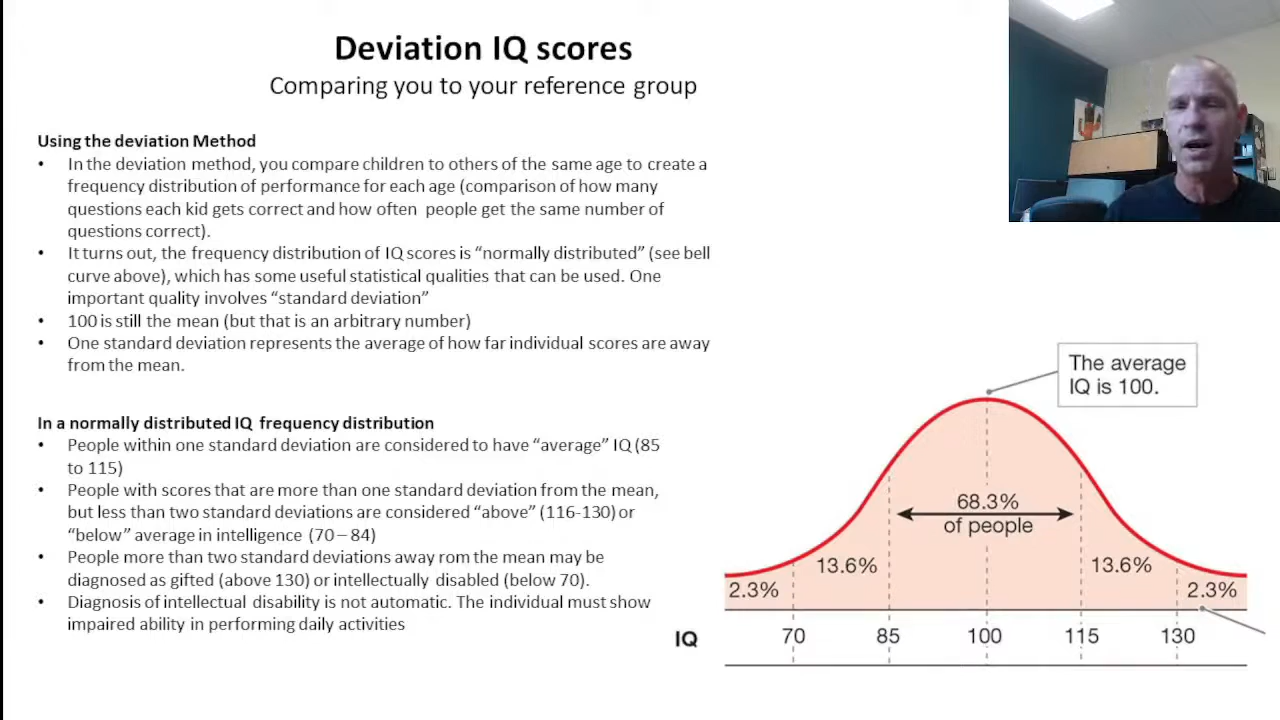 Deviation IQ scores
Comparing you to your reference group
Using the deviation Method
• In the deviation method, you compare children to others of the same age to create a
frequency distribution of performance for each age (comparison of how many
questions each kid gets correct and how often people get the same number of
questions correct).
• It turns out, the frequency distribution of IQ scores is “normally distributed” (see bell
curve above), which has some useful statistical qualities that can be used. One
important quality involves “standard deviation”
• 100 is still the mean (but that is an arbitrary number)
• One standard deviation represents the average of how far individual scores are away
from the mean.
In a normally distributed IQ frequency distribution
• People within one standard deviation are considered to have “average” IQ (85
to 115)
• People with scores that are more than one standard deviation from the mean,
but less than two standard deviations are considered “above” (116-130) or
“below” average in intelligence (70 – 84)
• People more than two standard deviations away rom the mean may be
diagnosed as gifted (above 130) or intellectually disabled (below 70).
• Diagnosis of intellectual disability is not automatic. The individual must show
impaired ability in performing daily activities
The average
IQ is 100.
68.3%
of people
13.6%
13.6%
2.3%
2.3%
IQ 70 85 100 115 130